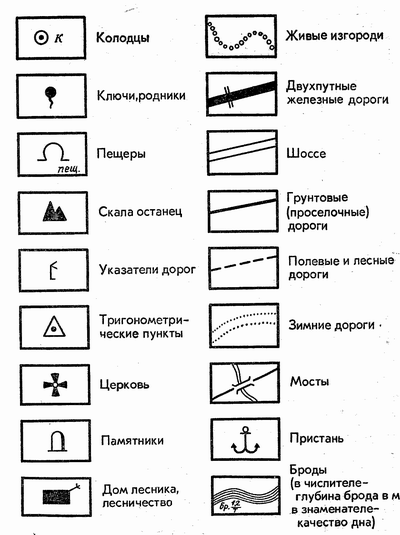 К
Колодцы
Ключи,родники
пещ.
Пещеры
Скала останец
Указатели дорог
Тригонометри-
ческие пункты
Церковь
Памятники
Дом лесника,
лесничество
Живые изгороди
Двухпутные
железные дороги
Шоссе
Грунтовые
(проселочные)
дороги
Полевые и лесные
дороги
Зимние дороги
Мосты
Пристань
бр.
Броды
(в числителе-
глубина брода в м
в знаменателе-
качество дна)